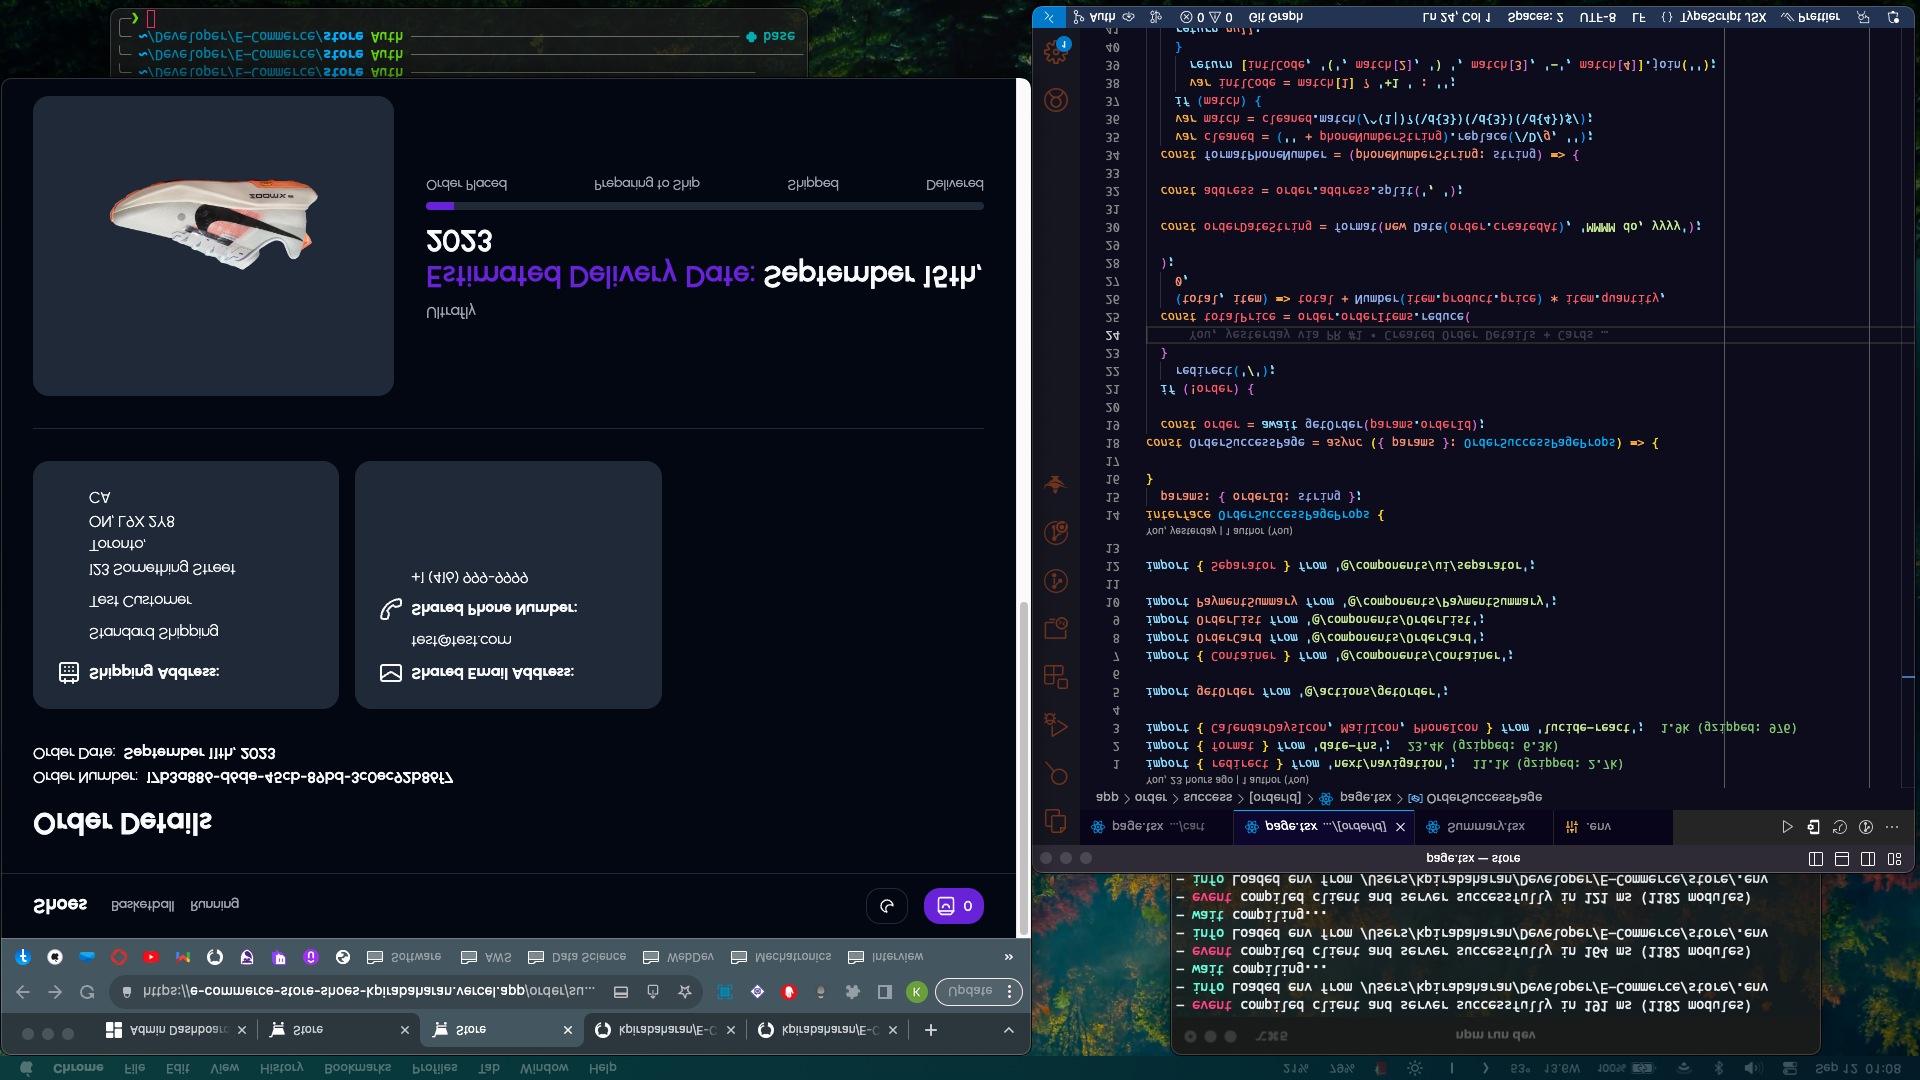 Chrome File Edit View History Bookmarks Profiles Tab Window Help
21% 79% 53° 13.6W 100% Sep 12 01:08
Admin Dashboard
Store
Store
kpirabaharan/E-C
kpirabaharan/E-C
https://e-commerce-store-shoes-kpirabaharan.vercel.app/order/su...
K
Update
Software AWS Data Science WebDev Mechatronics Interview »
Shoes Basketball Running
0
Order Details
Order Number: 17b3a886-d6de-45cb-89bd-3c0ec92b86f7
Order Date: September 11th, 2023
Shipping Address:
Standard Shipping
Test Customer
123 Something Street
Toronto,
ON, L9X 2Y8
CA
Shared Email Address:
test@test.com
Shared Phone Number:
+1 (416) 999-9999
Ultrafly
Estimated Delivery Date: September 15th,
2023
Order Placed Preparing to Ship Shipped Delivered
ZOOMX
~/Developer/E-Commerce/store Auth
~/Developer/E-Commerce/store Auth
~/Developer/E-Commerce/store Auth base
⌥⌘5 npm run dev
- event compiled client and server successfully in 191 ms (1182 modules)
- info Loaded env from /Users/kpirabaharan/Developer/E-Commerce/store/.env
- wait compiling...
- event compiled client and server successfully in 164 ms (1182 modules)
- info Loaded env from /Users/kpirabaharan/Developer/E-Commerce/store/.env
- wait compiling...
- event compiled client and server successfully in 121 ms (1182 modules)
- info Loaded env from /Users/kpirabaharan/Developer/E-Commerce/store/.env
page.tsx — store
page.tsx .../cart
page.tsx .../[orderId]
Summary.tsx
.env
app > order > success > [orderId] > page.tsx > OrderSuccessPage
You, 23 hours ago | 1 author (You)
1 import { redirect } from 'next/navigation'; 11.1k (gzipped: 2.7k)
2 import { format } from 'date-fns'; 23.4k (gzipped: 6.3k)
3 import { CalendarDaysIcon, MailIcon, PhoneIcon } from 'lucide-react'; 1.9k (gzipped: 976)
4
5 import getOrder from '@/actions/getOrder';
6
7 import { Container } from '@/components/Container';
8 import OrderCard from '@/components/OrderCard';
9 import OrderList from '@/components/OrderList';
10 import PaymentSummary from '@/components/PaymentSummary';
11
12 import { Separator } from '@/components/ui/separator';
13
You, yesterday | 1 author (You)
14 interface OrderSuccessPageProps {
15 params: { orderId: string };
16 }
17
18 const OrderSuccessPage = async ({ params }: OrderSuccessPageProps) => {
19 const order = await getOrder(params.orderId);
20
21 if (!order) {
22 redirect('/');
23 }
24 You, yesterday via PR #1 • Created Order Details + Cards …
25 const totalPrice = order.orderItems.reduce(
26 (total, item) => total + Number(item.product.price) * item.quantity,
27 0,
28 );
29
30 const orderDateString = format(new Date(order.createdAt), 'MMMM do, yyyy');
31
32 const address = order.address.split(', ');
33
34 const formatPhoneNumber = (phoneNumberString: string) => {
35 var cleaned = ('' + phoneNumberString).replace(/\D/g, '');
36 var match = cleaned.match(/^(1|)?(\d{3})(\d{3})(\d{4})$/);
37 if (match) {
38 var intlCode = match[1] ? '+1 ' : '';
39 return [intlCode, '(', match[2], ') ', match[3], '-', match[4]].join('');
40 }
41 return null;
1
Auth 0 0 Git Graph
Ln 24, Col 1 Spaces: 2 UTF-8 LF {} TypeScript JSX Prettier